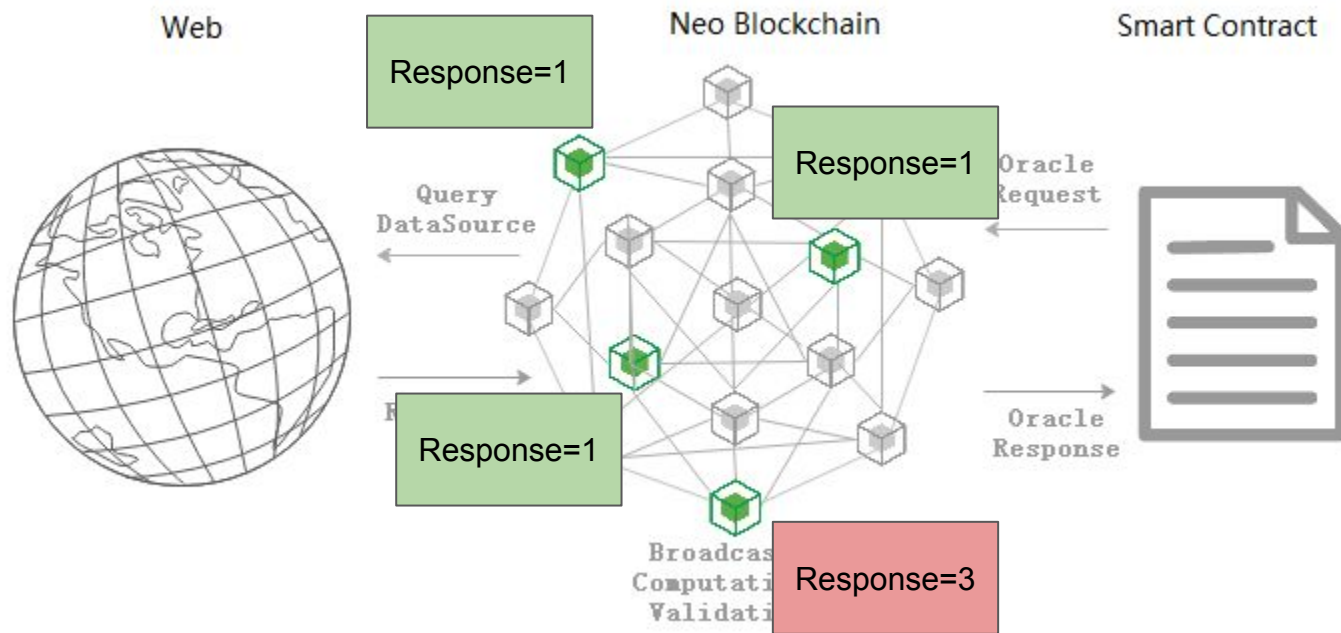 Web
Neo Blockchain
Smart Contract
Response=1
Response=1
Oracle
Request
Query
DataSource
Response=1
Oracle
Response
Response=3